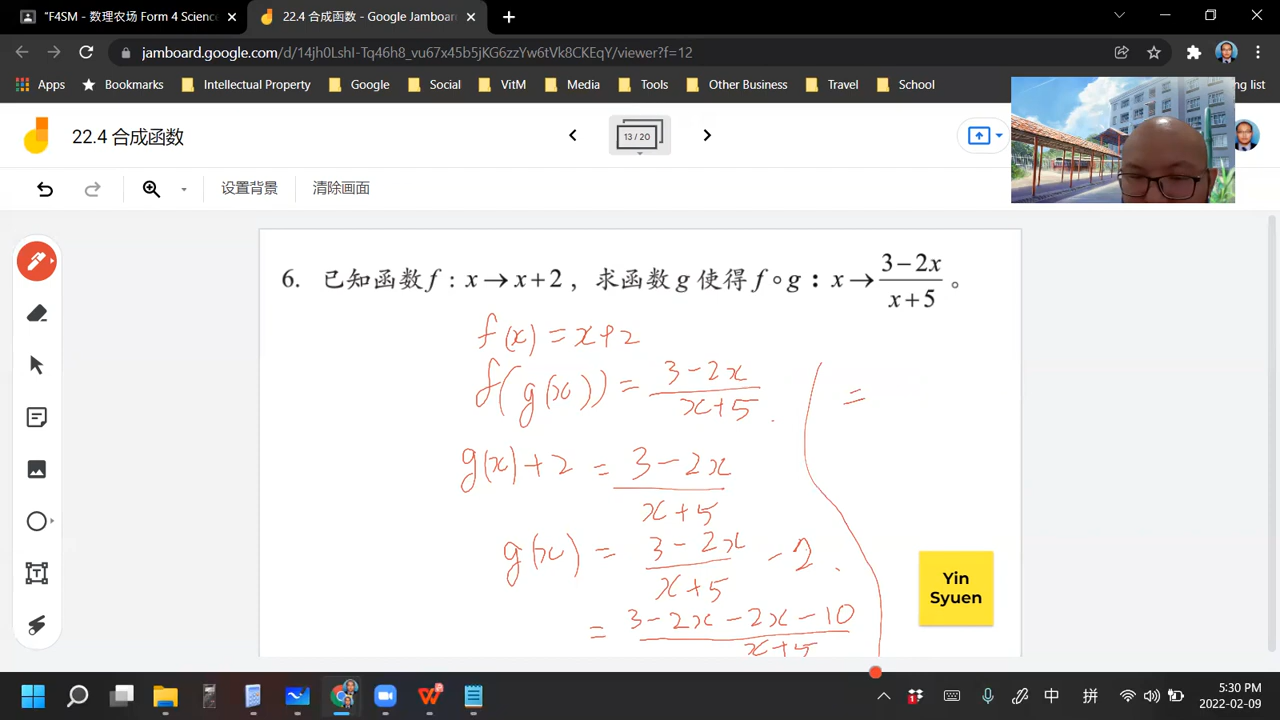 "F4SM - 数理农场 Form 4 Science
22.4 合成函数 - Google Jamboard
jamboard.google.com/d/14jh0LshI-Tq46h8_vu67x45b5jKG6zzYw6tVk8CKEqY/viewer?f=12
Apps Bookmarks Intellectual Property Google Social VitM Media Tools Other Business Travel School ng list
22.4 合成函数
13 / 20
设置背景 清除画面
6. 已知函数 f : x → x + 2， 求函数 g 使得 f ∘ g : x → (3 − 2x)/(x + 5)。
f(x) = x+2
f(g(x)) = (3 − 2x)/(x+5)
=
g(x) + 2 = (3 − 2x)/(x+5)
g(x) = (3 − 2x)/(x+5) − 2
= (3 − 2x − 2x − 10)/(x+5)
Yin
Syuen
中 拼
5:30 PM
2022-02-09